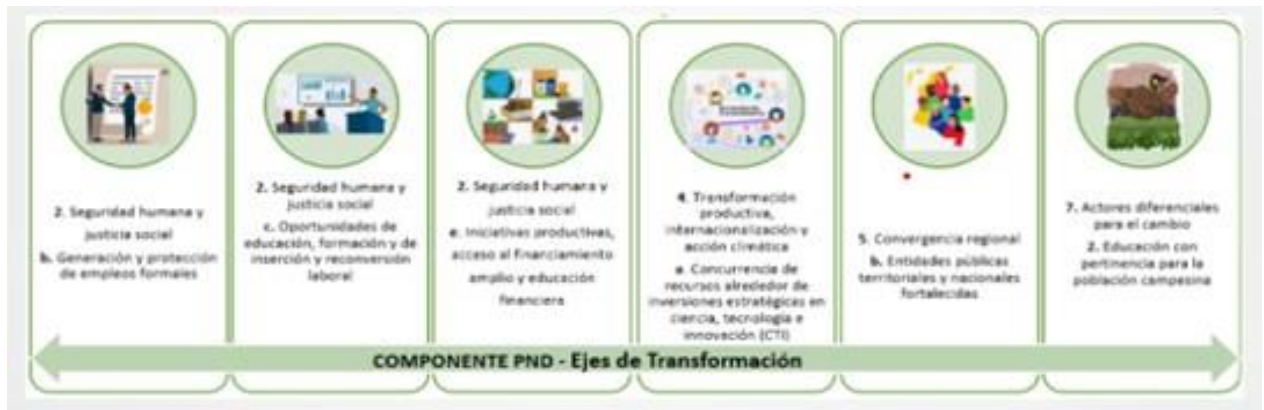 2. Seguridad humana y
justicia social
b. Generación y protección
de empleos formales
2. Seguridad humana y
justicia social
c. Oportunidades de
educación, formación y de
inserción y reconversión
laboral
2. Seguridad humana y
justicia social
e. Iniciativas productivas,
acceso al financiamiento
amplio y educación
financiera
4. Transformación
productiva,
internacionalización y
acción climática
a. Concurrencia de
recursos alrededor de
inversiones estratégicas en
ciencia, tecnología e
innovación (CTI)
5. Convergencia regional
b. Entidades públicas
territoriales y nacionales
fortalecidas
7. Actores diferenciales
para el cambio
2. Educación con
pertinencia para la
población campesina
COMPONENTE PND - Ejes de Transformación